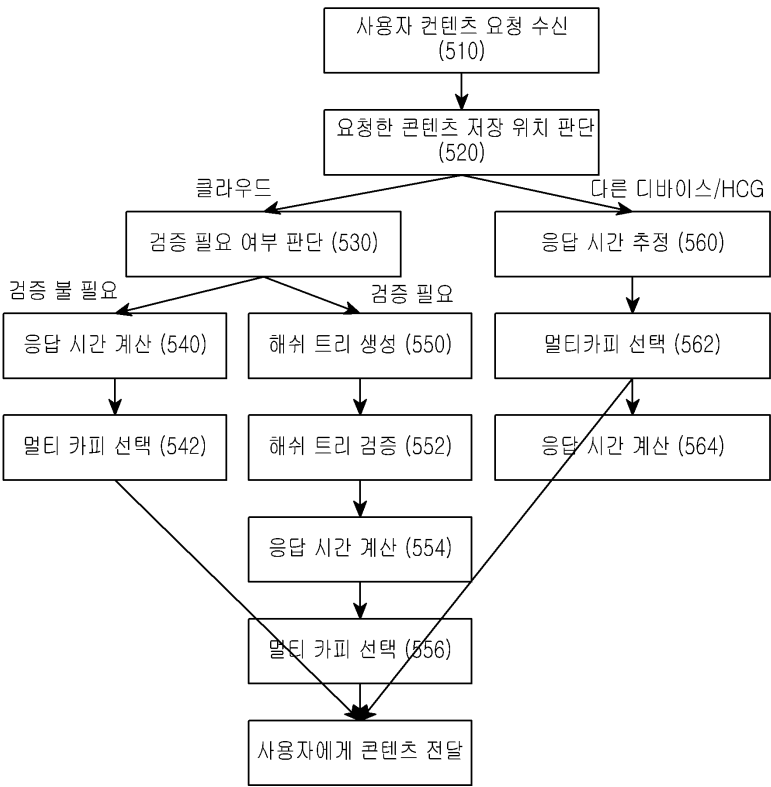 사용자 컨텐츠 요청 수신
(510)
요청한 콘텐츠 저장 위치 판단
(520)
클라우드
다른 디바이스/HCG
검증 필요 여부 판단 (530)
응답 시간 추정 (560)
검증 불 필요
검증 필요
응답 시간 계산 (540)
해쉬 트리 생성 (550)
멀티카피 선택 (562)
멀티 카피 선택 (542)
해쉬 트리 검증 (552)
응답 시간 계산 (564)
응답 시간 계산 (554)
멀티 카피 선택 (556)
사용자에게 콘텐츠 전달